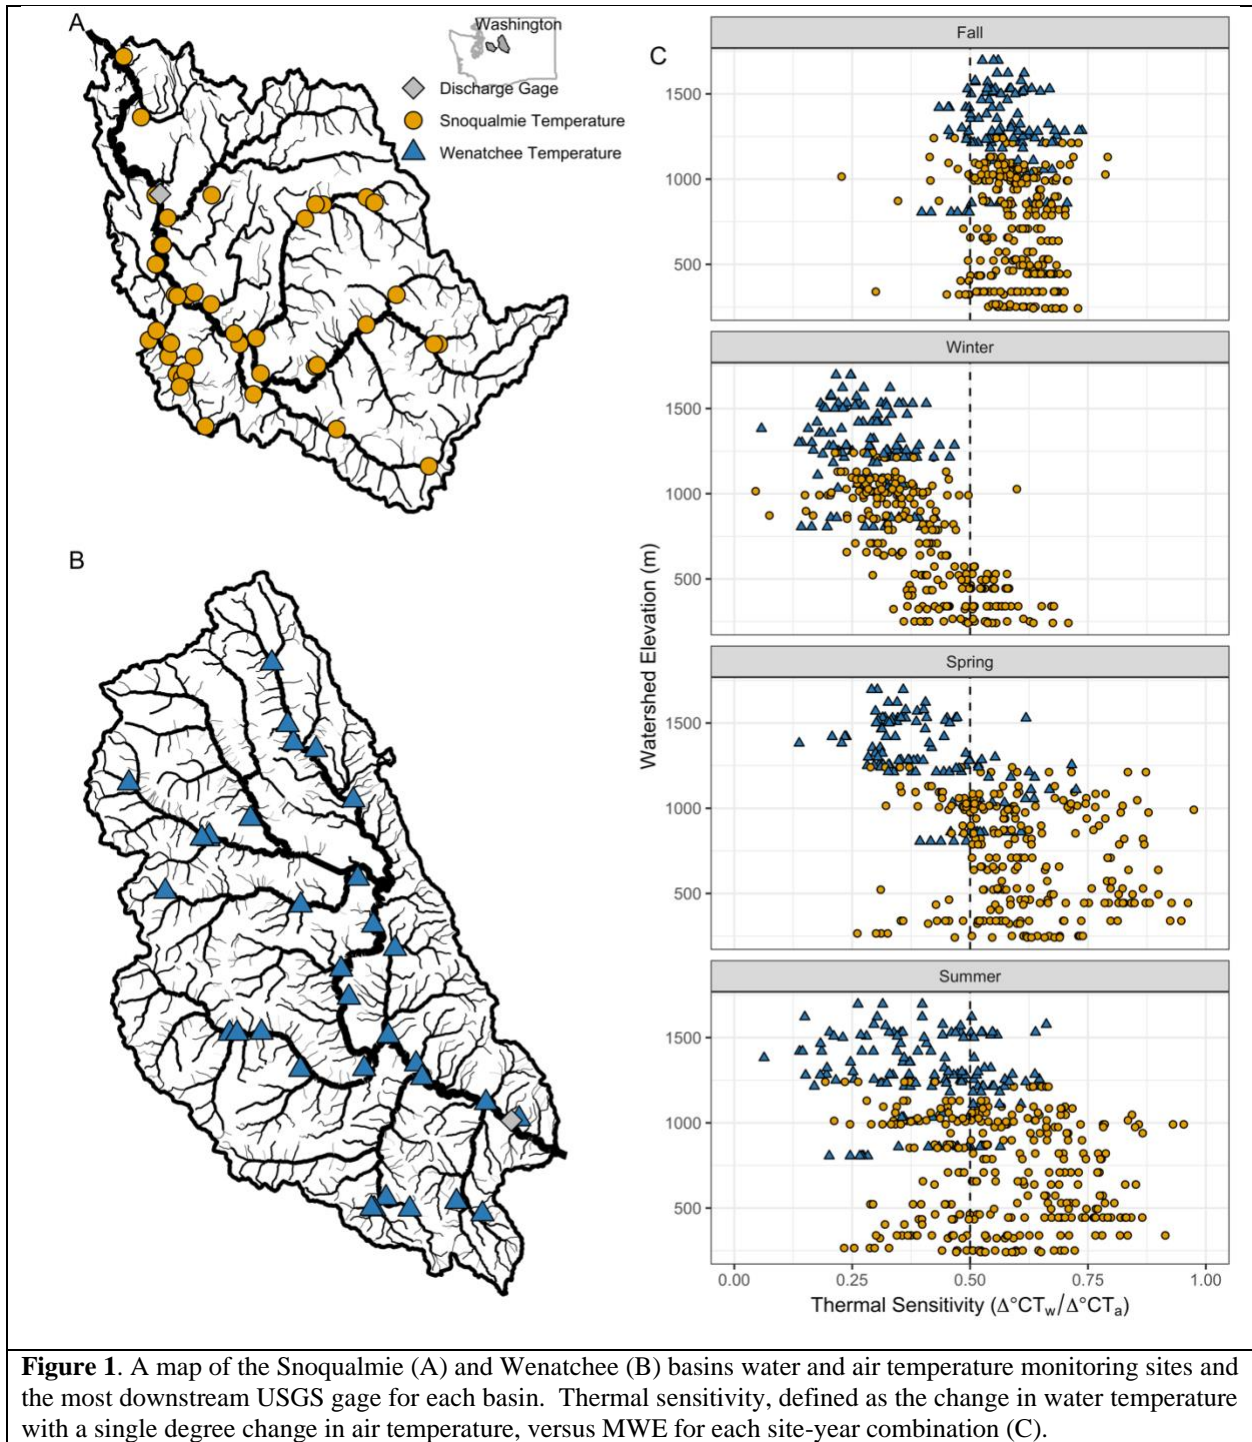 A
Washington
Discharge Gage
Snoqualmie Temperature
Wenatchee Temperature
B
C
Watershed Elevation (m)
Fall
1500
1000
500
Winter
1500
1000
500
Spring
1500
1000
500
Summer
1500
1000
500
0.00 0.25 0.50 0.75 1.00
Thermal Sensitivity (Δ°CTw/Δ°CTa)
Figure 1. A map of the Snoqualmie (A) and Wenatchee (B) basins water and air temperature monitoring sites and
the most downstream USGS gage for each basin. Thermal sensitivity, defined as the change in water temperature
with a single degree change in air temperature, versus MWE for each site-year combination (C).